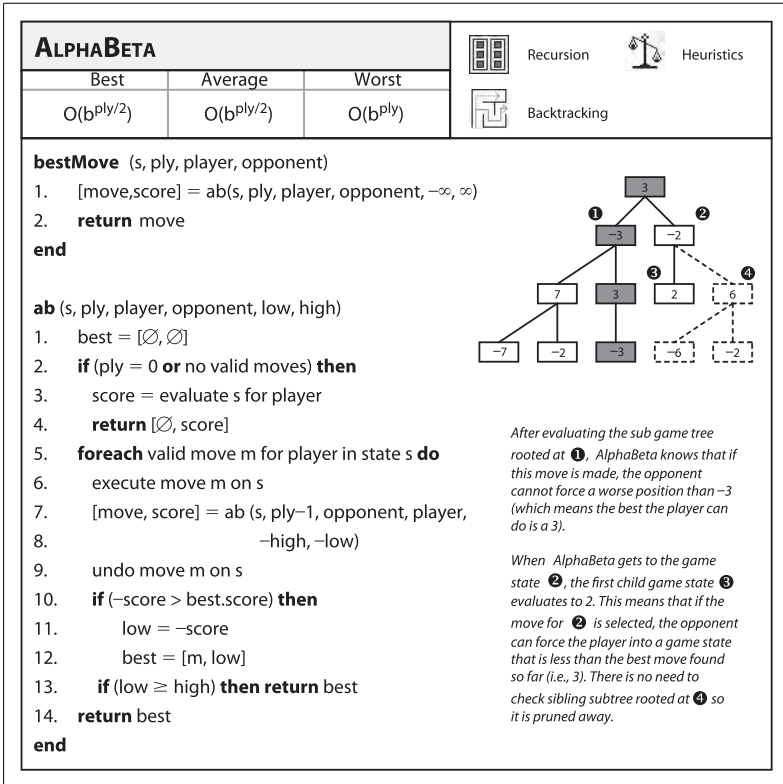 ALPHABETA
Best Average Worst
O(b^ply/2) O(b^ply/2) O(b^ply)
Recursion Heuristics
Backtracking
bestMove (s, ply, player, opponent)
1. [move,score] = ab(s, ply, player, opponent, −∞, ∞)
2. return move
end
ab (s, ply, player, opponent, low, high)
1. best = [∅, ∅]
2. if (ply = 0 or no valid moves) then
3. score = evaluate s for player
4. return [∅, score]
5. foreach valid move m for player in state s do
6. execute move m on s
7. [move, score] = ab (s, ply−1, opponent, player,
8. −high, −low)
9. undo move m on s
10. if (−score > best.score) then
11. low = −score
12. best = [m, low]
13. if (low ≥ high) then return best
14. return best
end
3
❶ ❷
−3 −2
❸ ❹
7 3 2 6
−7 −2 −3 −6 −2
After evaluating the sub game tree
rooted at ❶, AlphaBeta knows that if
this move is made, the opponent
cannot force a worse position than −3
(which means the best the player can
do is a 3).
When AlphaBeta gets to the game
state ❷, the first child game state ❸
evaluates to 2. This means that if the
move for ❷ is selected, the opponent
can force the player into a game state
that is less than the best move found
so far (i.e., 3). There is no need to
check sibling subtree rooted at ❹ so
it is pruned away.